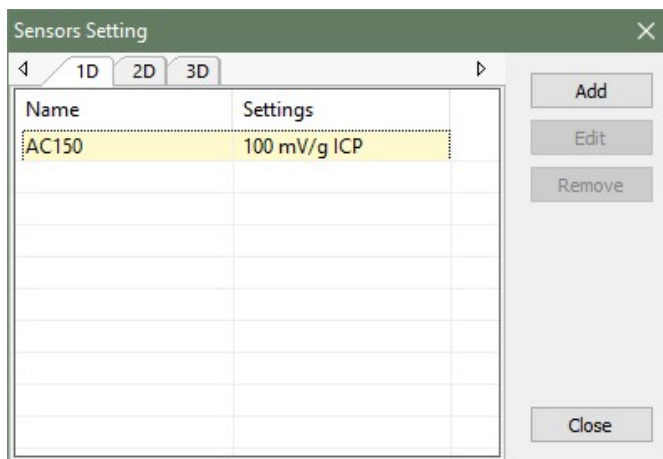 Sensors Setting
1D 2D 3D
Name Settings
AC150 100 mV/g ICP
Add
Edit
Remove
Close